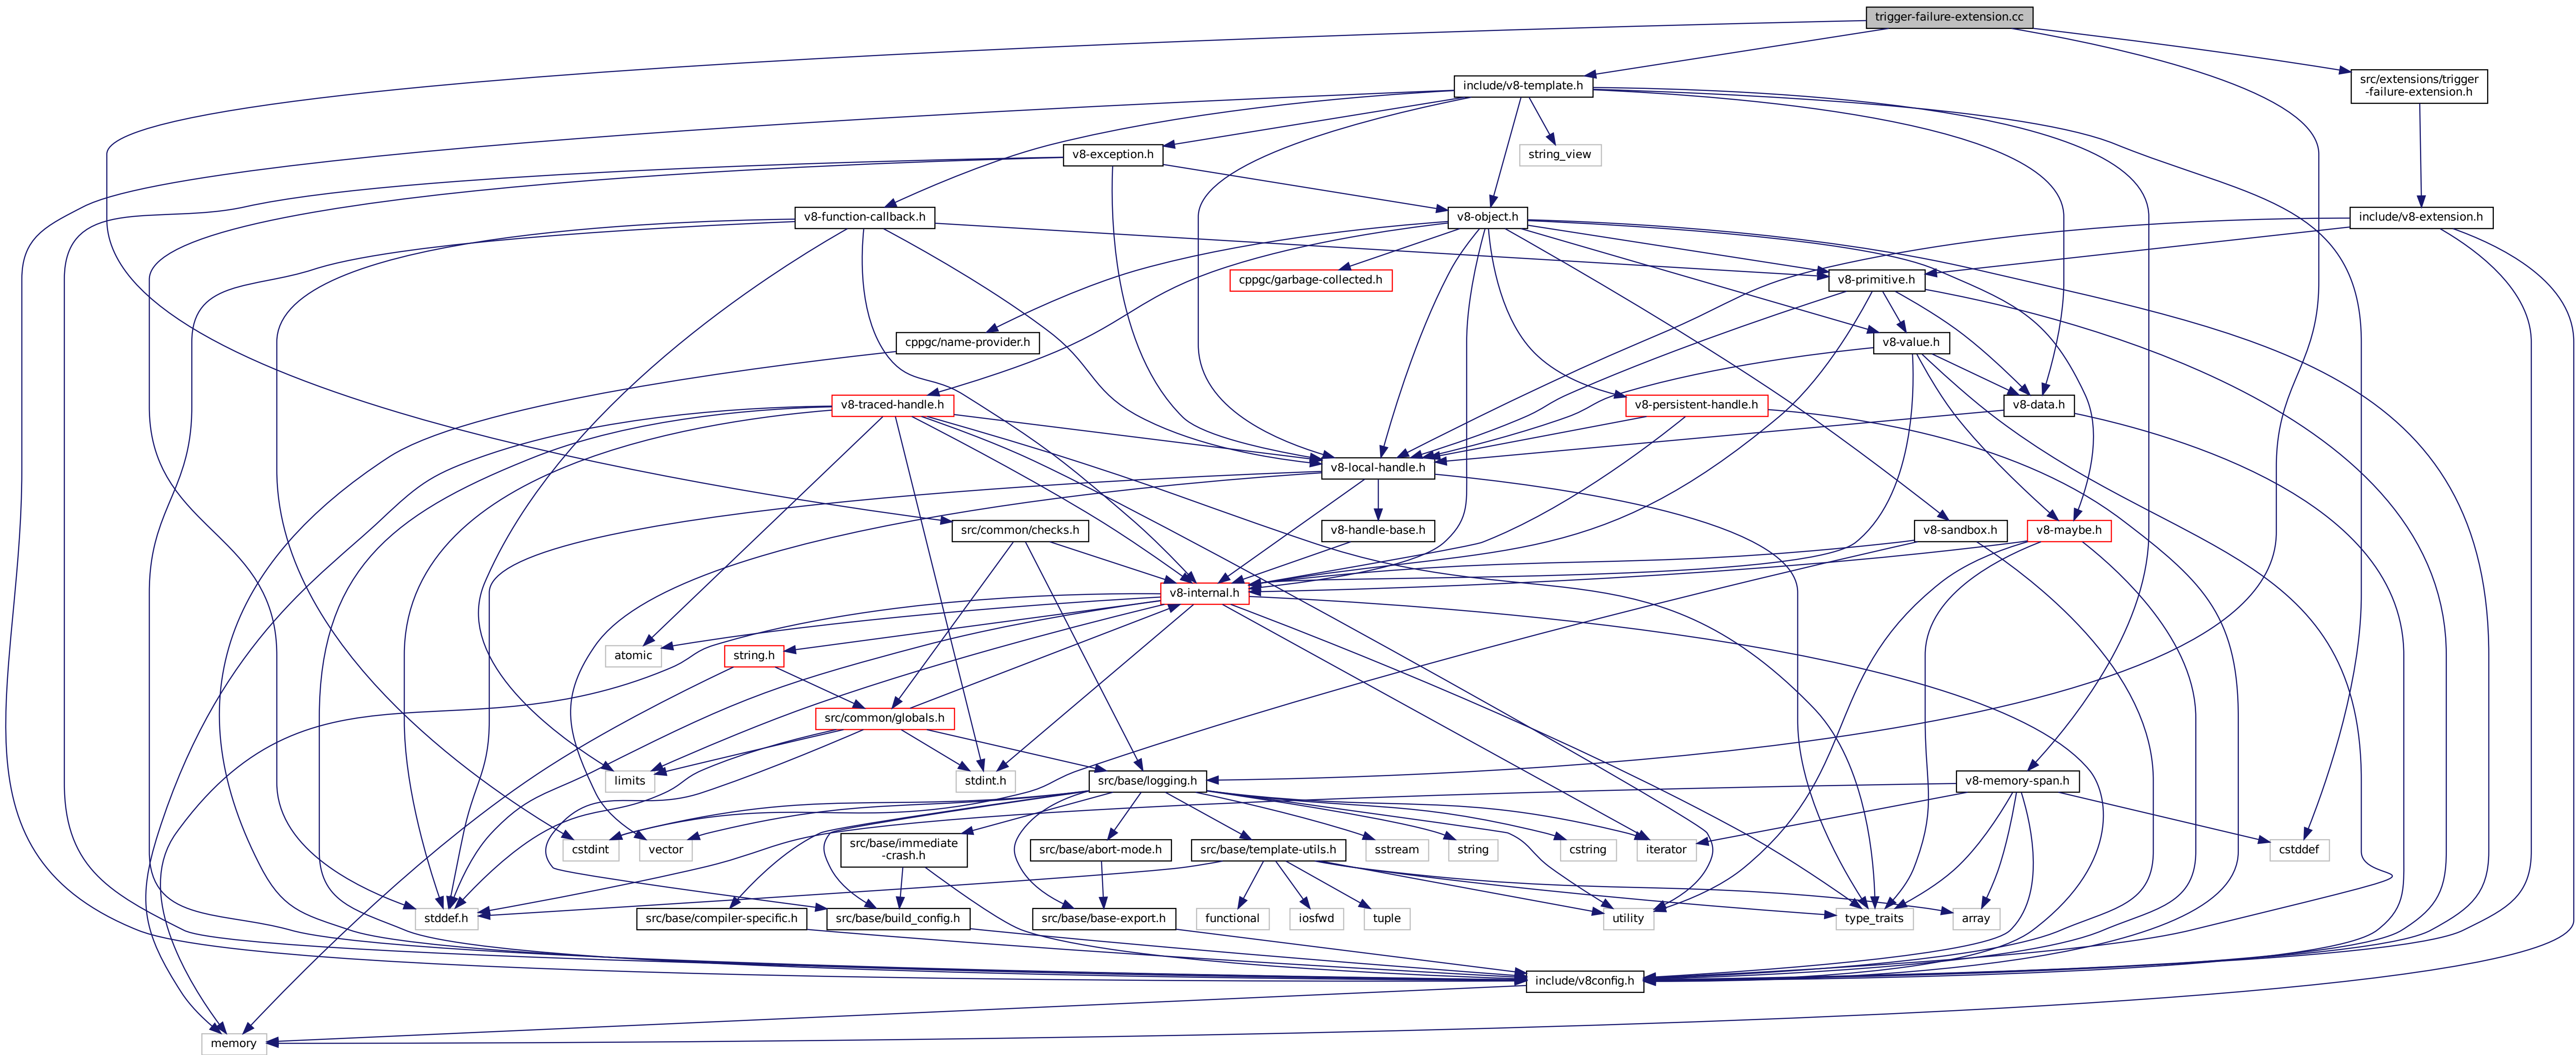 trigger-failure-extension.cc
include/v8-template.h
src/extensions/trigger
-failure-extension.h
v8-exception.h
string_view
v8-function-callback.h
v8-object.h
include/v8-extension.h
cppgc/garbage-collected.h
v8-primitive.h
cppgc/name-provider.h
v8-value.h
v8-traced-handle.h
v8-persistent-handle.h
v8-data.h
v8-local-handle.h
src/common/checks.h
v8-handle-base.h
v8-sandbox.h
v8-maybe.h
v8-internal.h
atomic
string.h
src/common/globals.h
limits
stdint.h
src/base/logging.h
v8-memory-span.h
cstdint
vector
src/base/immediate
-crash.h
src/base/abort-mode.h
src/base/template-utils.h
sstream
string
cstring
iterator
cstddef
stddef.h
src/base/compiler-specific.h
src/base/build_config.h
src/base/base-export.h
functional
iosfwd
tuple
utility
type_traits
array
include/v8config.h
memory